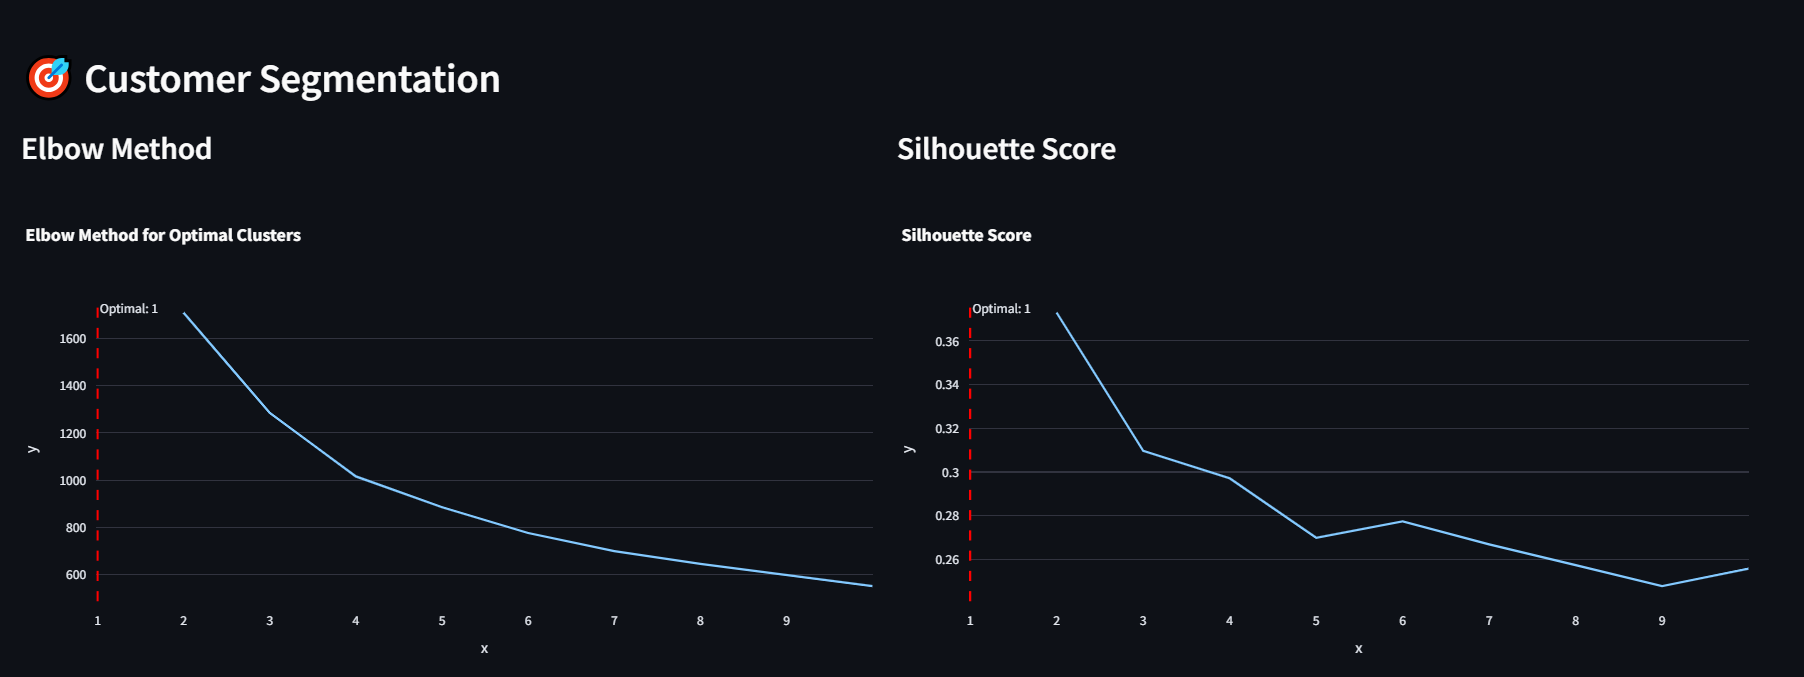 🎯 Customer Segmentation
Elbow Method
Elbow Method for Optimal Clusters
Optimal: 1
1600
1400
1200
1000
800
600
y
1 2 3 4 5 6 7 8 9
x
Silhouette Score
Silhouette Score
Optimal: 1
0.36
0.34
0.32
0.3
0.28
0.26
y
1 2 3 4 5 6 7 8 9
x